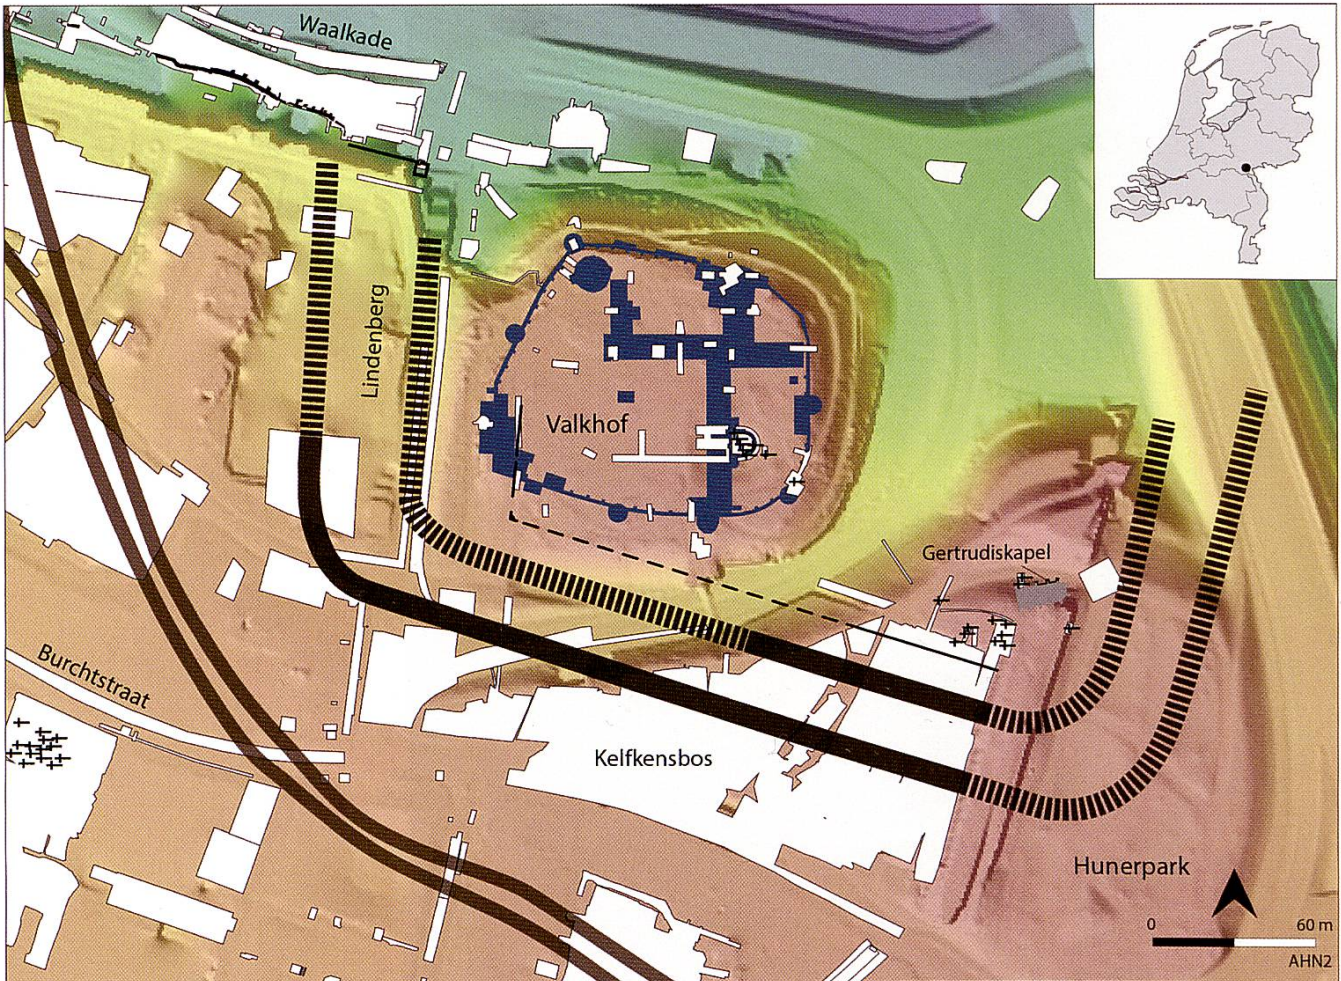 Waalkade
Lindenberg
Valkhof
Gertrudiskapel
Burchtstraat
Kelfkensbos
Hunerpark
0 60 m
AHN2